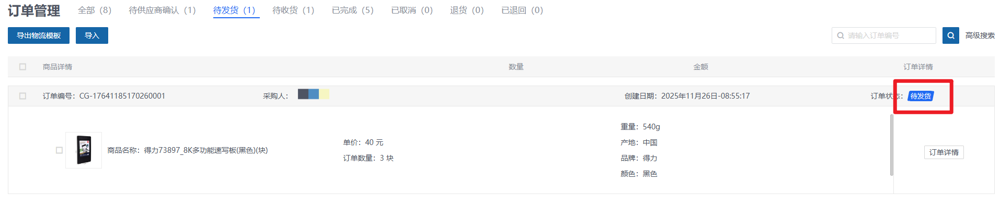 订单管理 全部（8） 待供应商确认（1） 待发货（1） 待收货（1） 已完成（5） 已取消（0） 退货（0） 已退回（0）
导出物流模板 导入 请输入订单编号 高级搜索
商品详情 数量 金额 订单详情
订单编号：CG-17641185170260001 采购人： 创建日期：2025年11月26日-08:55:17 订单状态：待发货
重量：540g
单价：40 元 产地：中国
商品名称：得力73897_8K多功能速写板(黑色)(块) 订单详情
订单数量：3 块 品牌：得力
颜色：黑色